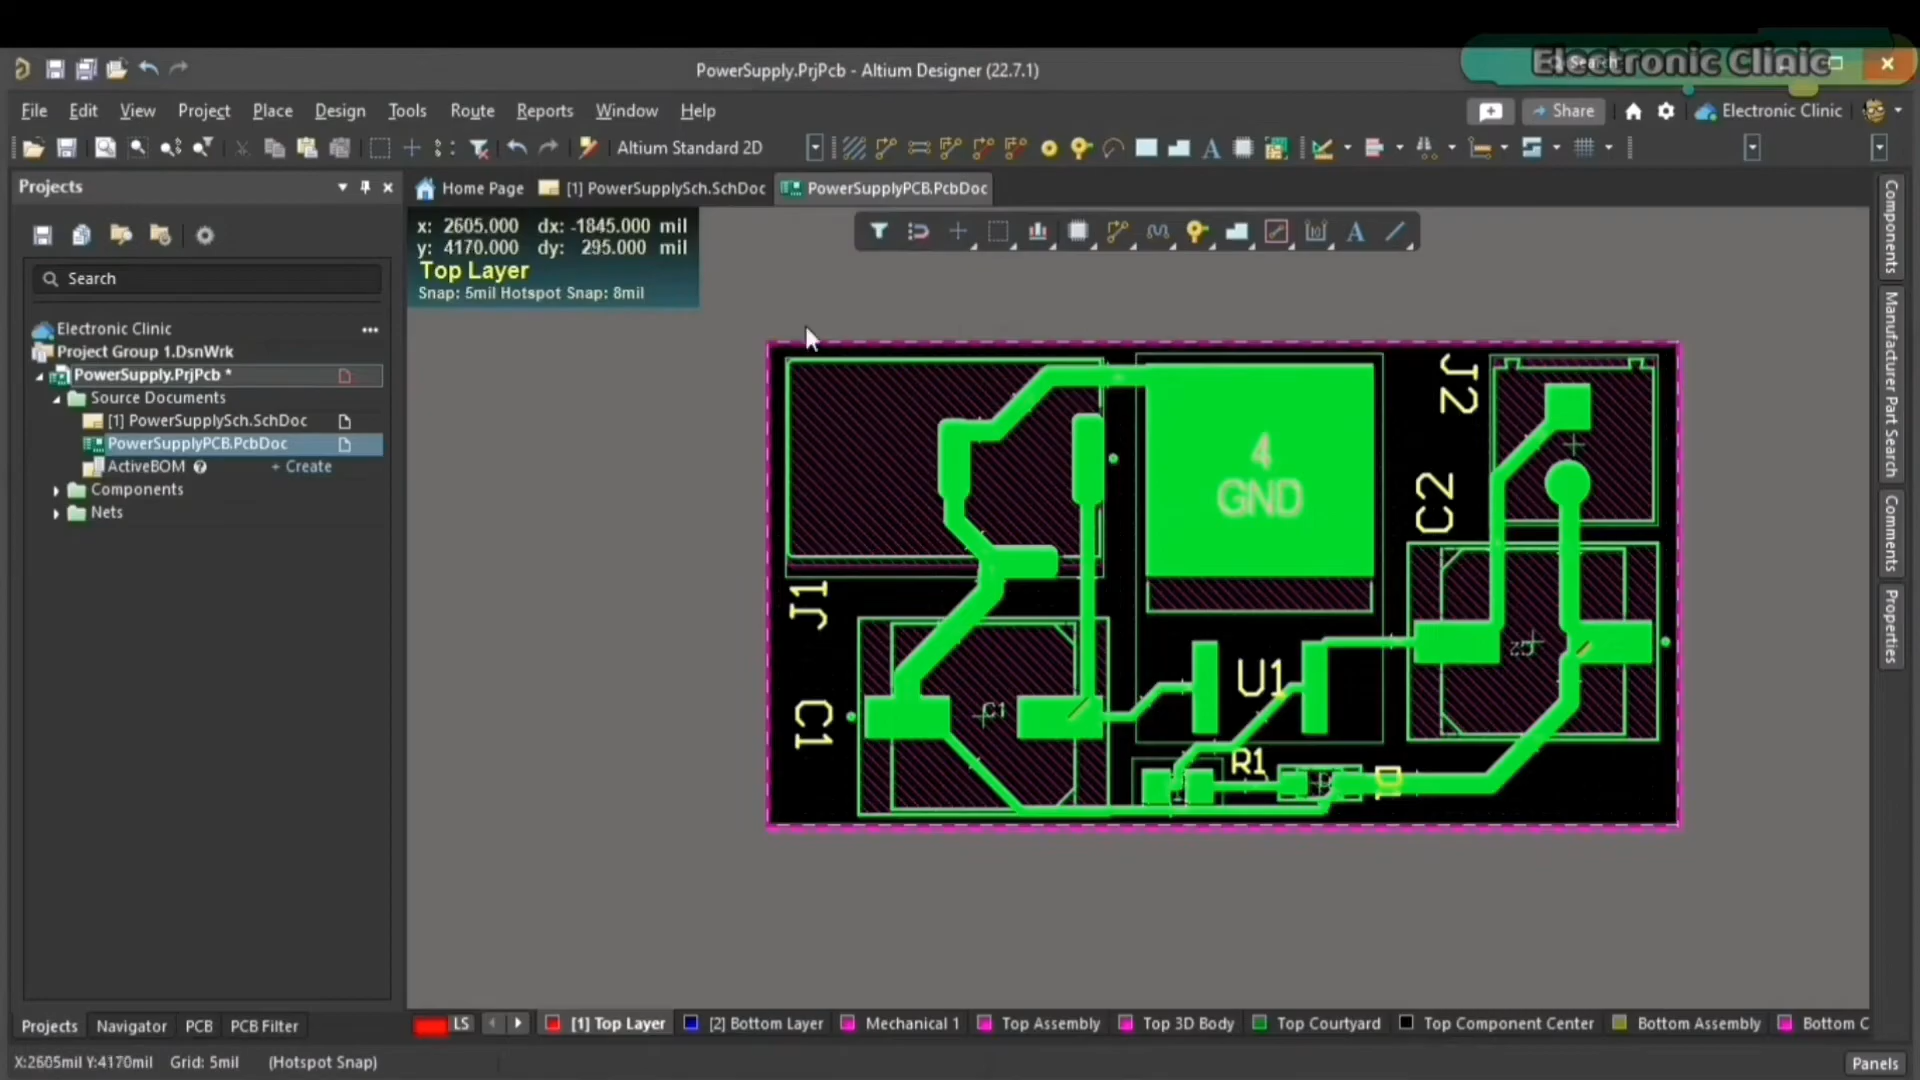 PowerSupply.PrjPcb - Altium Designer (22.7.1)
Electronic Clinic
File Edit View Project Place Design Tools Route Reports Window Help
Share
Electronic Clinic
Altium Standard 2D
Projects
Home Page
[1] PowerSupplySch.SchDoc
PowerSupplyPCB.PcbDoc
x: 2605.000 dx: -1845.000 mil
y: 4170.000 dy: 295.000 mil
Top Layer
Snap: 5mil Hotspot Snap: 8mil
Search
Electronic Clinic
Project Group 1.DsnWrk
PowerSupply.PrjPcb *
Source Documents
[1] PowerSupplySch.SchDoc
PowerSupplyPCB.PcbDoc
ActiveBOM
+ Create
Components
Nets
J2
4
GND
C2
J1
C1
C1
U1
C2
R1
Components
Manufacturer Part Search
Comments
Properties
Projects Navigator PCB PCB Filter
LS
[1] Top Layer
[2] Bottom Layer
Mechanical 1
Top Assembly
Top 3D Body
Top Courtyard
Top Component Center
Bottom Assembly
Bottom C
X:2605mil Y:4170mil Grid: 5mil (Hotspot Snap)
Panels